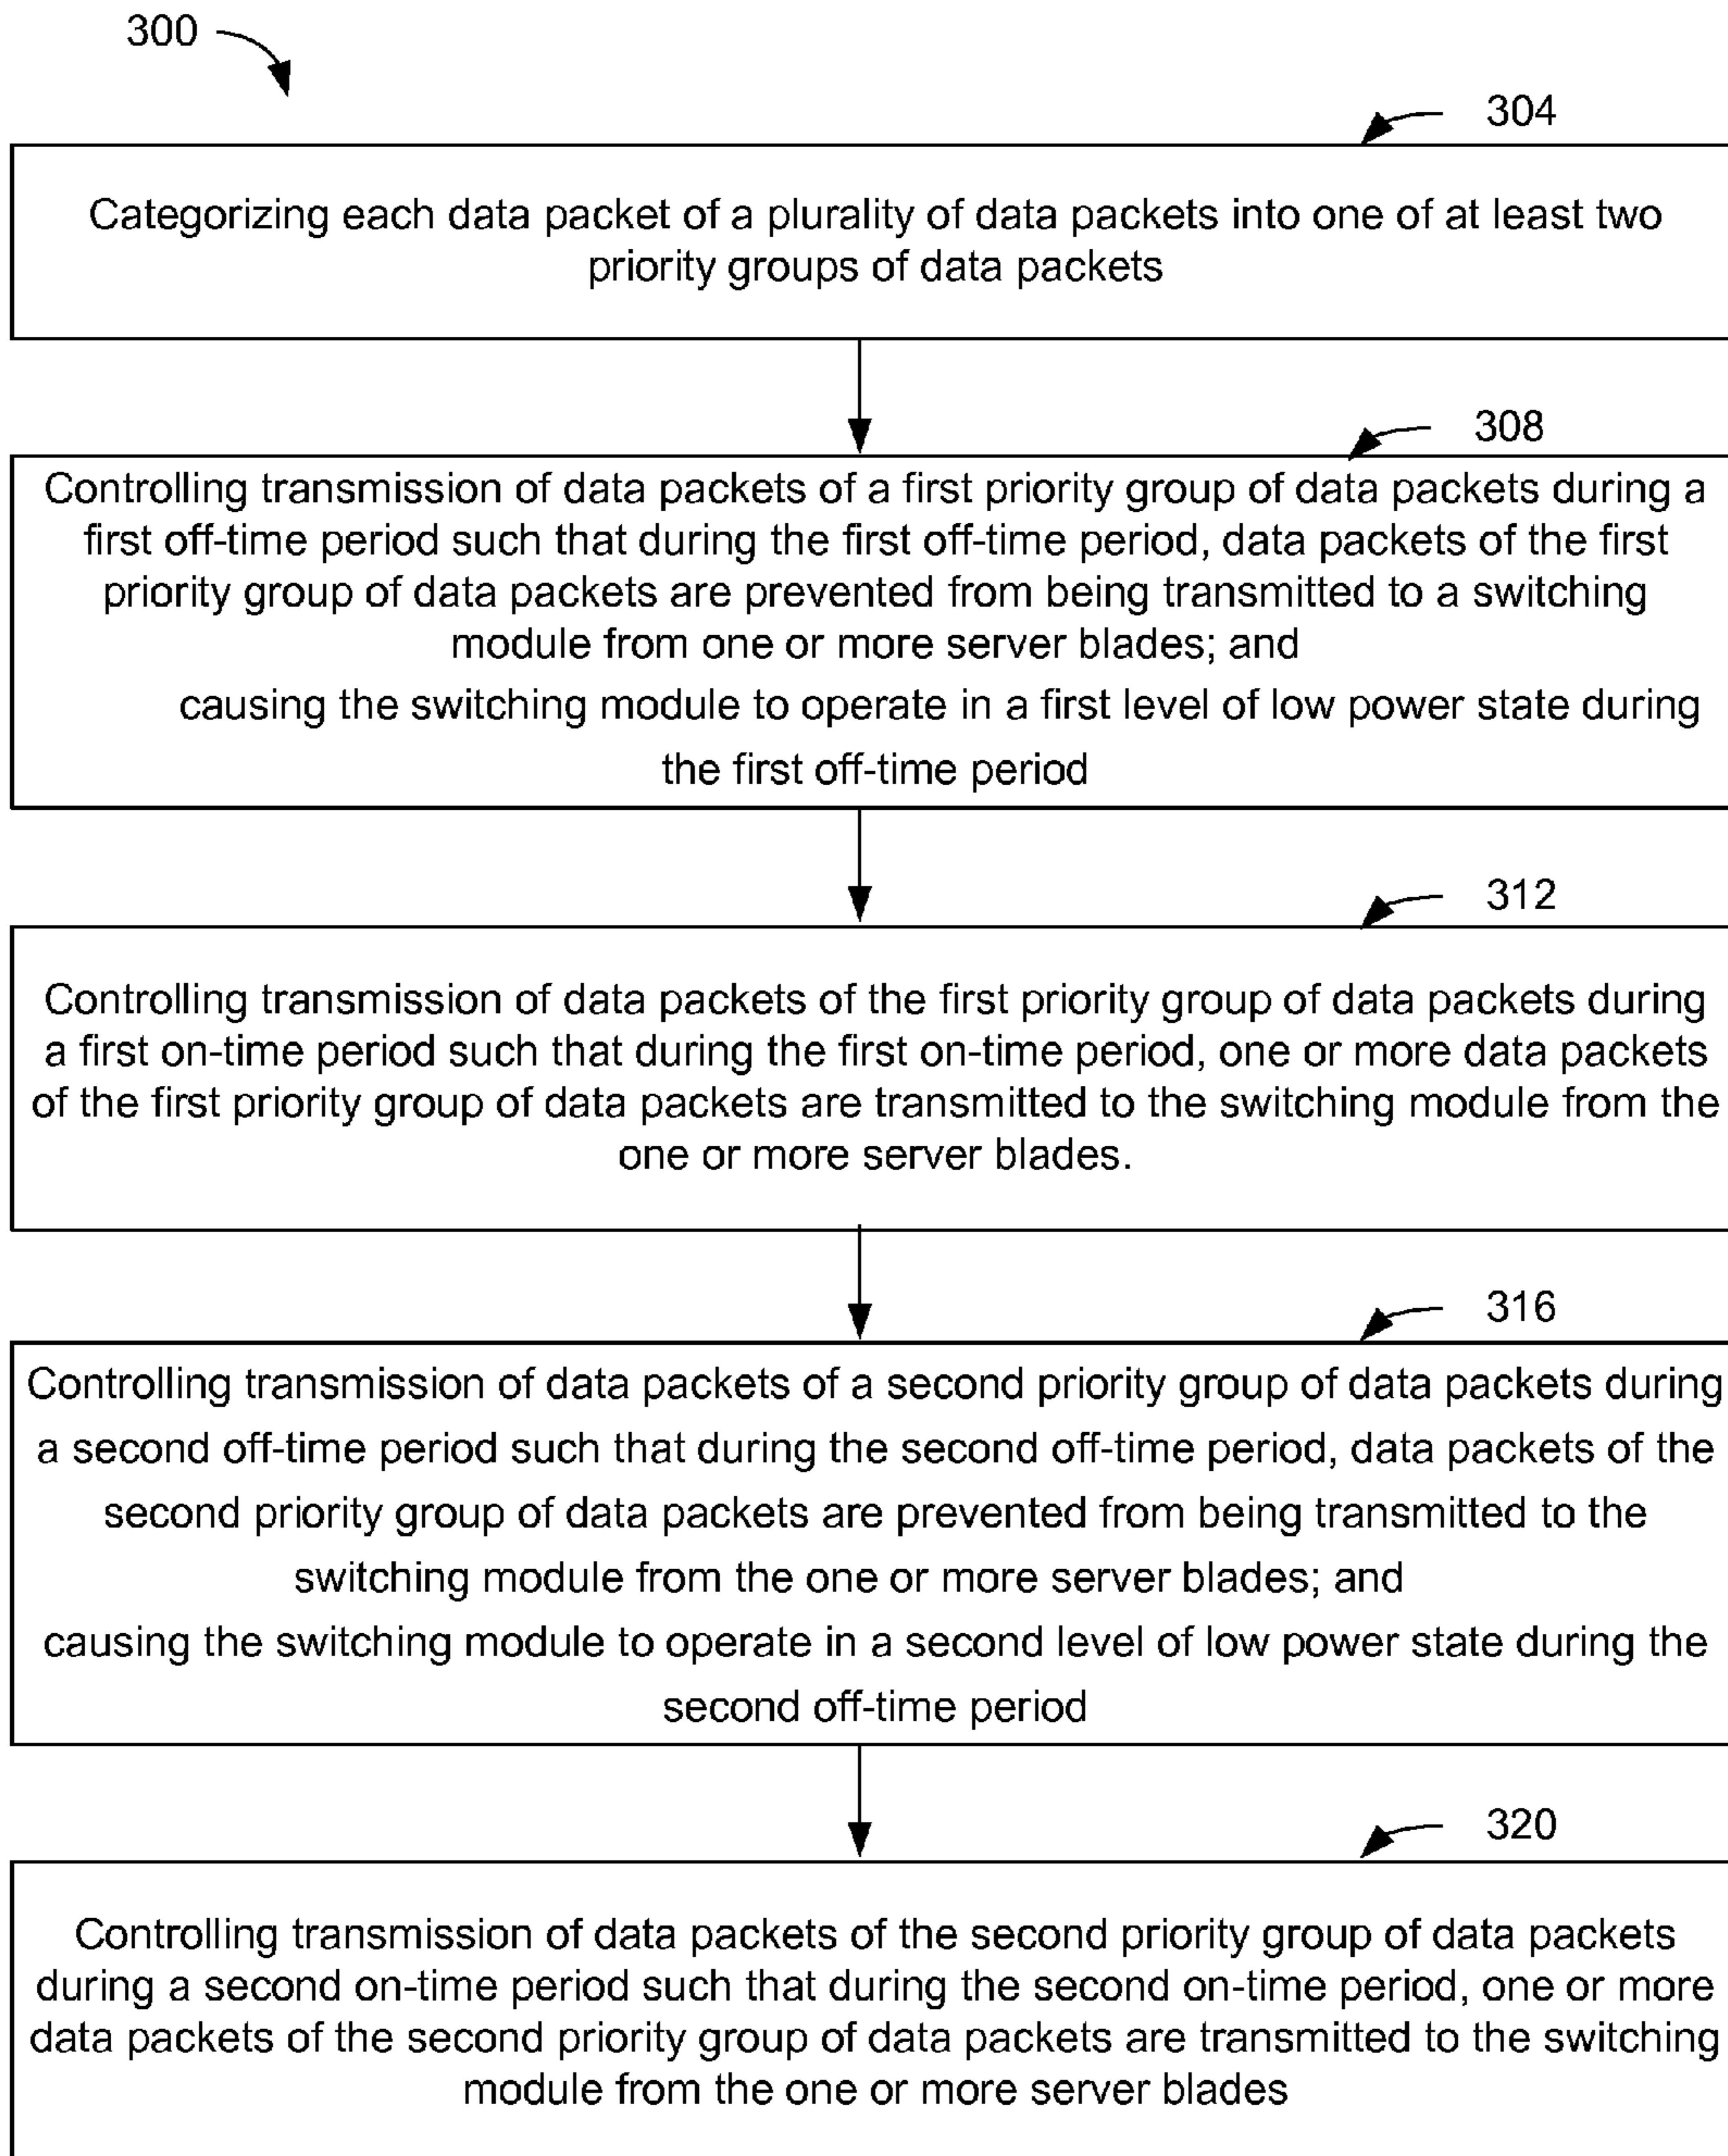 300
304
Categorizing each data packet of a plurality of data packets into one of at least two
priority groups of data packets
308
Controlling transmission of data packets of a first priority group of data packets during a
first off-time period such that during the first off-time period, data packets of the first
priority group of data packets are prevented from being transmitted to a switching
module from one or more server blades; and
causing the switching module to operate in a first level of low power state during
the first off-time period
312
Controlling transmission of data packets of the first priority group of data packets during
a first on-time period such that during the first on-time period, one or more data packets
of the first priority group of data packets are transmitted to the switching module from the
one or more server blades.
316
Controlling transmission of data packets of a second priority group of data packets during
a second off-time period such that during the second off-time period, data packets of the
second priority group of data packets are prevented from being transmitted to the
switching module from the one or more server blades; and
causing the switching module to operate in a second level of low power state during the
second off-time period
320
Controlling transmission of data packets of the second priority group of data packets
during a second on-time period such that during the second on-time period, one or more
data packets of the second priority group of data packets are transmitted to the switching
module from the one or more server blades